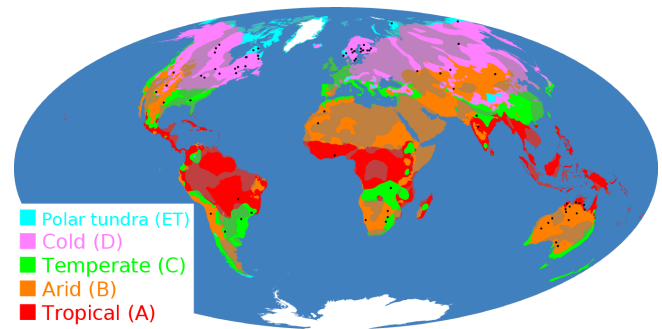 Polar tundra (ET)
Cold (D)
Temperate (C)
Arid (B)
Tropical (A)